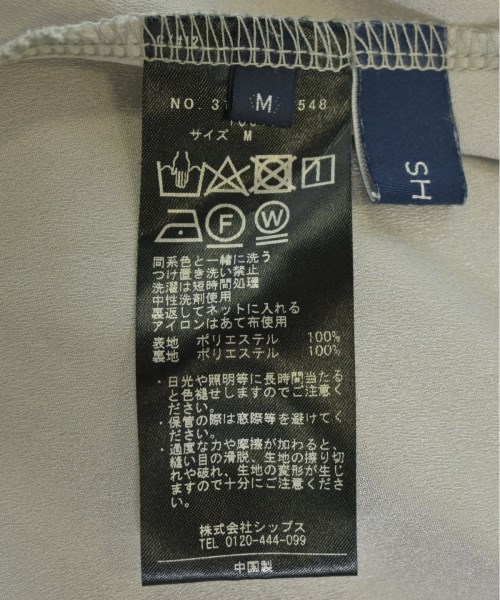 M
SH
NO. 31
548
サイズ M
F
W
同系色と一緒に洗う
つけ置き洗い禁止
洗濯は短時間処理
中性洗剤使用
裏返してネットに入れる
アイロンはあて布使用
表地 ポリエステル 100%
裏地 ポリエステル 100%
・日光や照明等に長時間当たる
と色褪せしますのでご注意く
ださい。
・保管の際は窓際等を避けてく
ださい。
・過度な力や摩擦が加わると、
縫い目の滑脱、生地の擦り切
れや破れ、生地の変形が生じ
ますので十分にご注意くださ
い。
株式会社シップス
TEL 0120-444-099
中国製